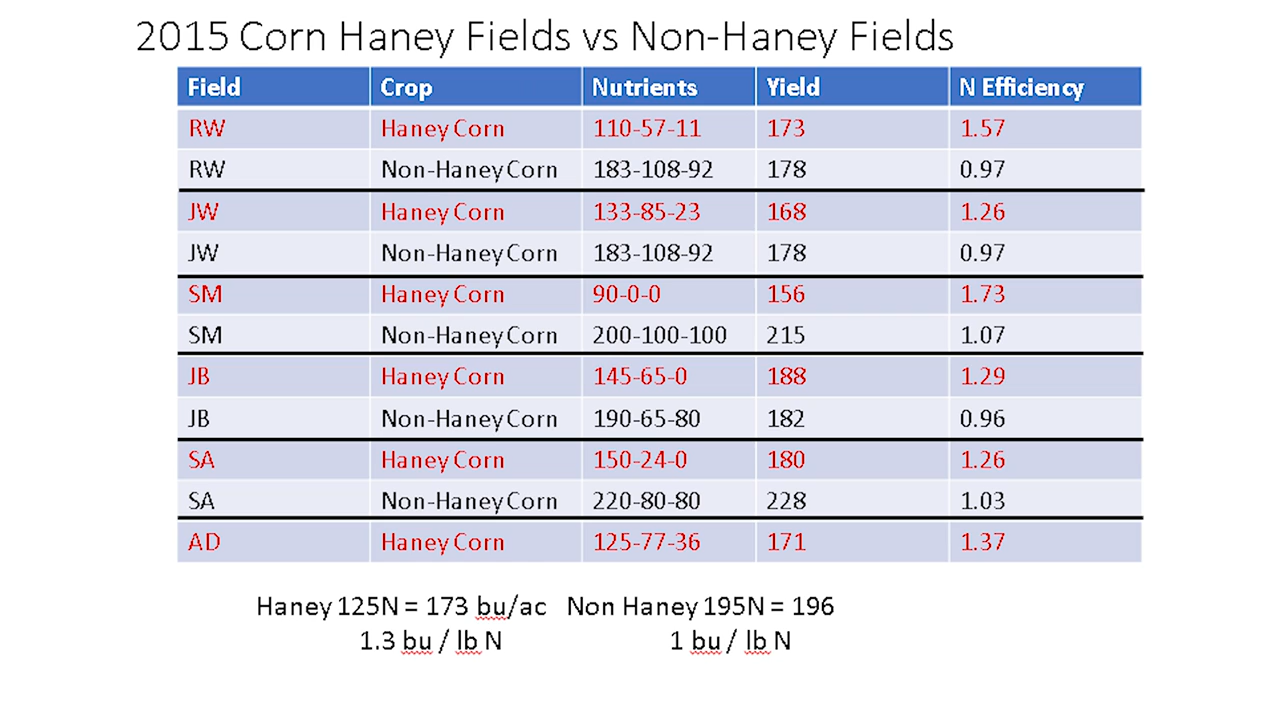 2015 Corn Haney Fields vs Non-Haney Fields
Field Crop Nutrients Yield N Efficiency
RW Haney Corn 110-57-11 173 1.57
RW Non-Haney Corn 183-108-92 178 0.97
JW Haney Corn 133-85-23 168 1.26
JW Non-Haney Corn 183-108-92 178 0.97
SM Haney Corn 90-0-0 156 1.73
SM Non-Haney Corn 200-100-100 215 1.07
JB Haney Corn 145-65-0 188 1.29
JB Non-Haney Corn 190-65-80 182 0.96
SA Haney Corn 150-24-0 180 1.26
SA Non-Haney Corn 220-80-80 228 1.03
AD Haney Corn 125-77-36 171 1.37
Haney 125N = 173 bu/ac Non Haney 195N = 196
1.3 bu / lb N 1 bu / lb N